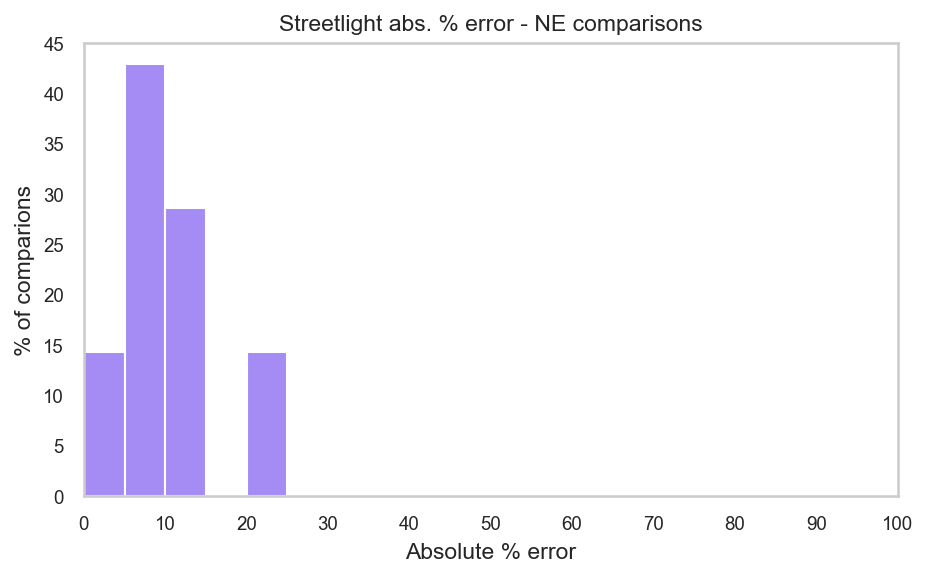 Streetlight abs. % error - NE comparisons
45
40
35
30
25
20
15
10
5
0
% of comparions
0 10 20 30 40 50 60 70 80 90 100
Absolute % error